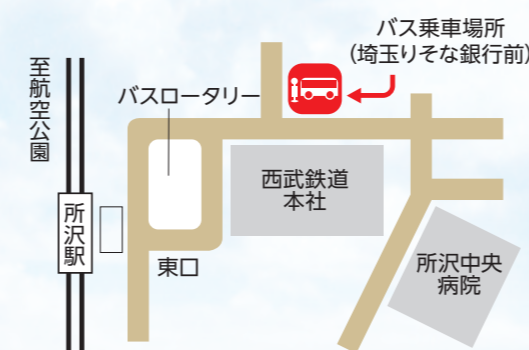 バス乗車場所
(埼玉りそな銀行前)
至航空公園
バスロータリー
西武鉄道
本社
所沢駅
東口
所沢中央
病院